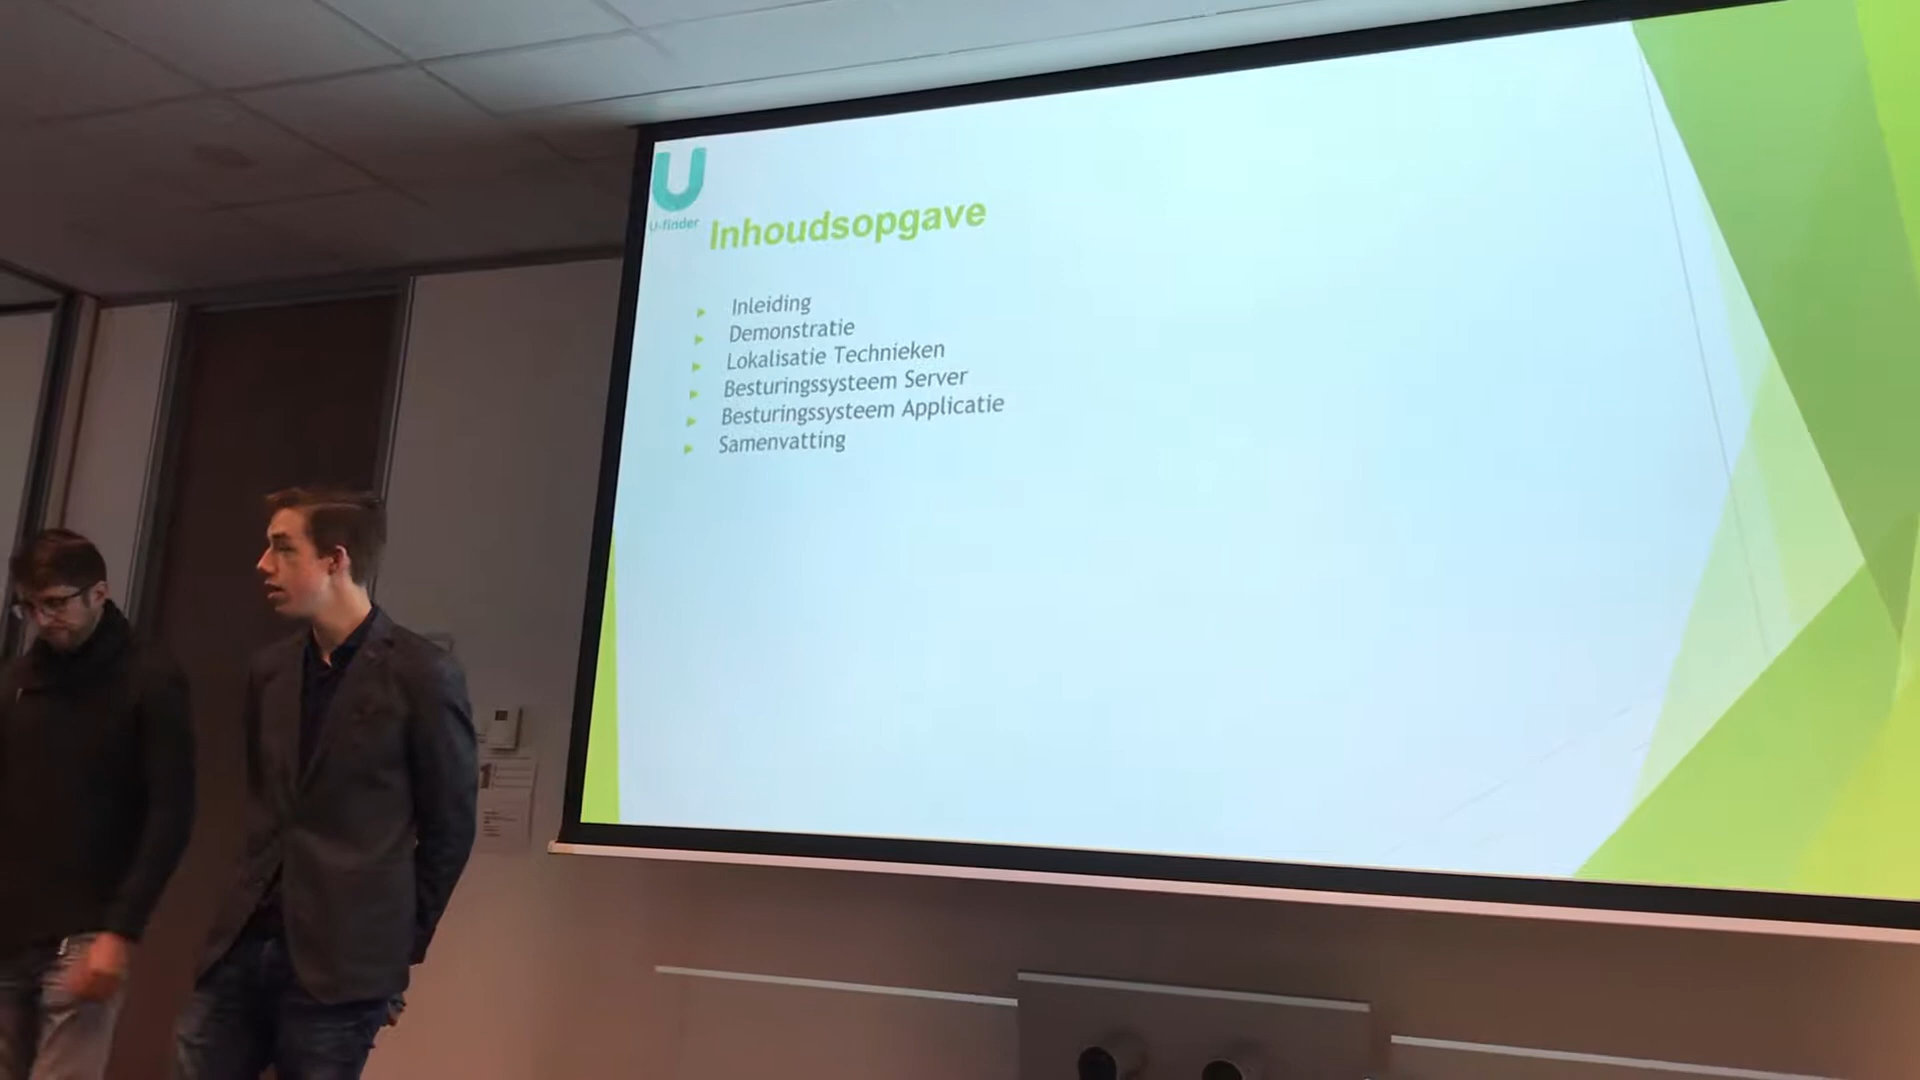 U
U-finder
Inhoudsopgave
Inleiding
Demonstratie
Lokalisatie Technieken
Besturingssysteem Server
Besturingssysteem Applicatie
Samenvatting